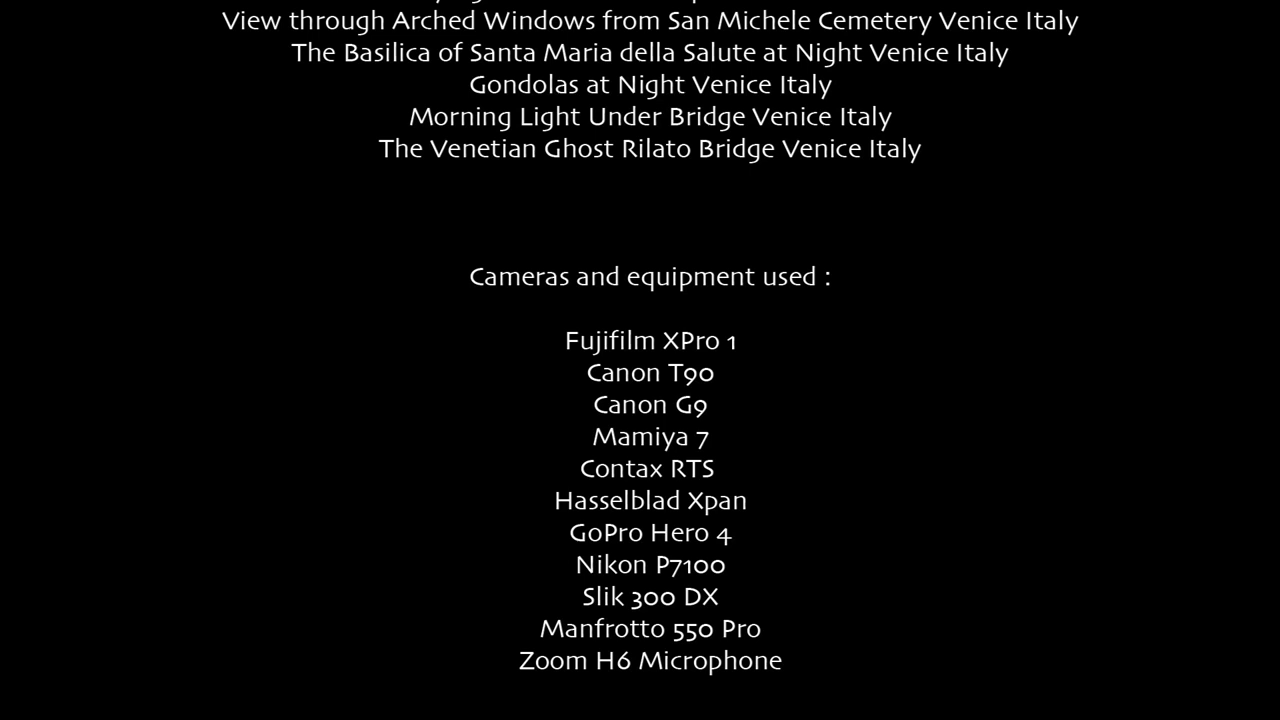 View through Arched Windows from San Michele Cemetery Venice Italy
The Basilica of Santa Maria della Salute at Night Venice Italy
Gondolas at Night Venice Italy
Morning Light Under Bridge Venice Italy
The Venetian Ghost Rilato Bridge Venice Italy
Cameras and equipment used :
Fujifilm XPro 1
Canon T90
Canon G9
Mamiya 7
Contax RTS
Hasselblad Xpan
GoPro Hero 4
Nikon P7100
Slik 300 DX
Manfrotto 550 Pro
Zoom H6 Microphone